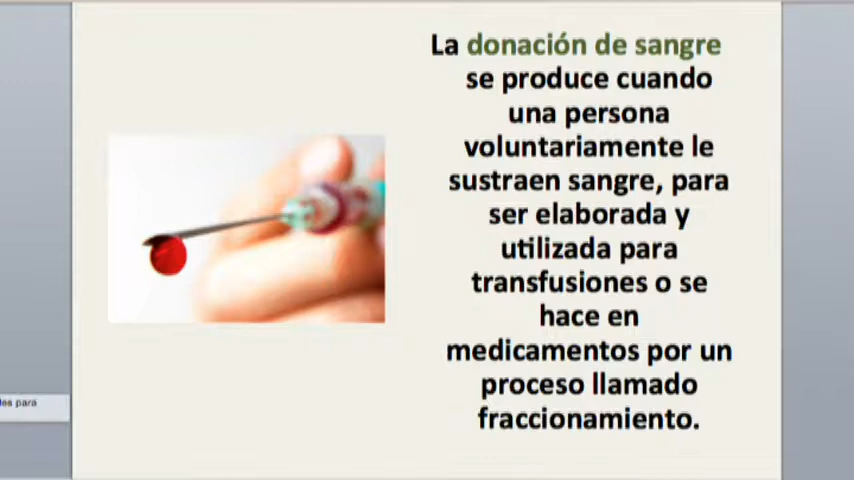 La donación de sangre
se produce cuando
una persona
voluntariamente le
sustraen sangre, para
ser elaborada y
utilizada para
transfusiones o se
hace en
medicamentos por un
proceso llamado
fraccionamiento.
para